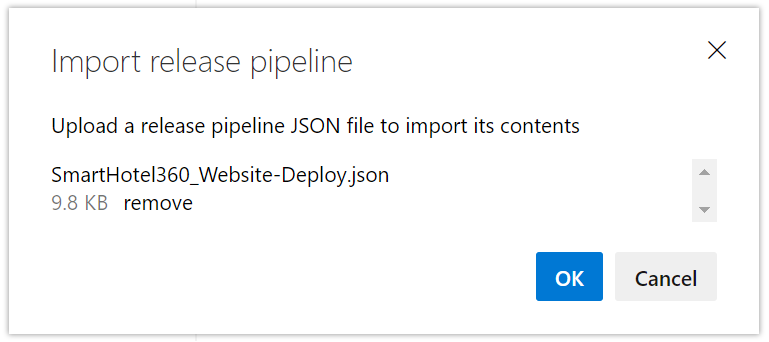 Import release pipeline
Upload a release pipeline JSON file to import its contents
SmartHotel360_Website-Deploy.json
9.8 KB remove
OK Cancel